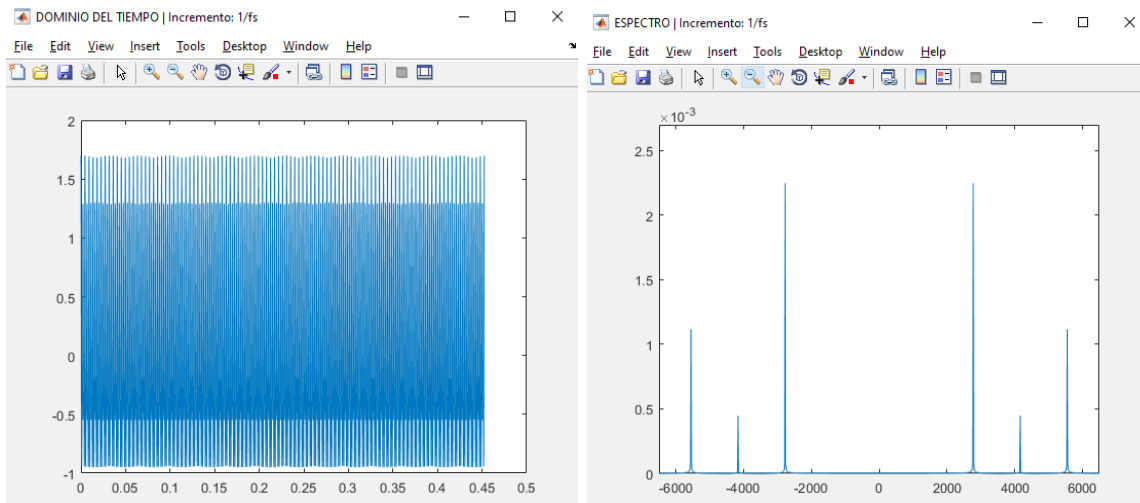 DOMINIO DEL TIEMPO | Incremento: 1/fs
File Edit View Insert Tools Desktop Window Help
2
1.5
1
0.5
0
-0.5
-1
0 0.05 0.1 0.15 0.2 0.25 0.3 0.35 0.4 0.45 0.5
ESPECTRO | Incremento: 1/fs
File Edit View Insert Tools Desktop Window Help
× 10⁻³
2.5
2
1.5
1
0.5
0
-6000 -4000 -2000 0 2000 4000 6000